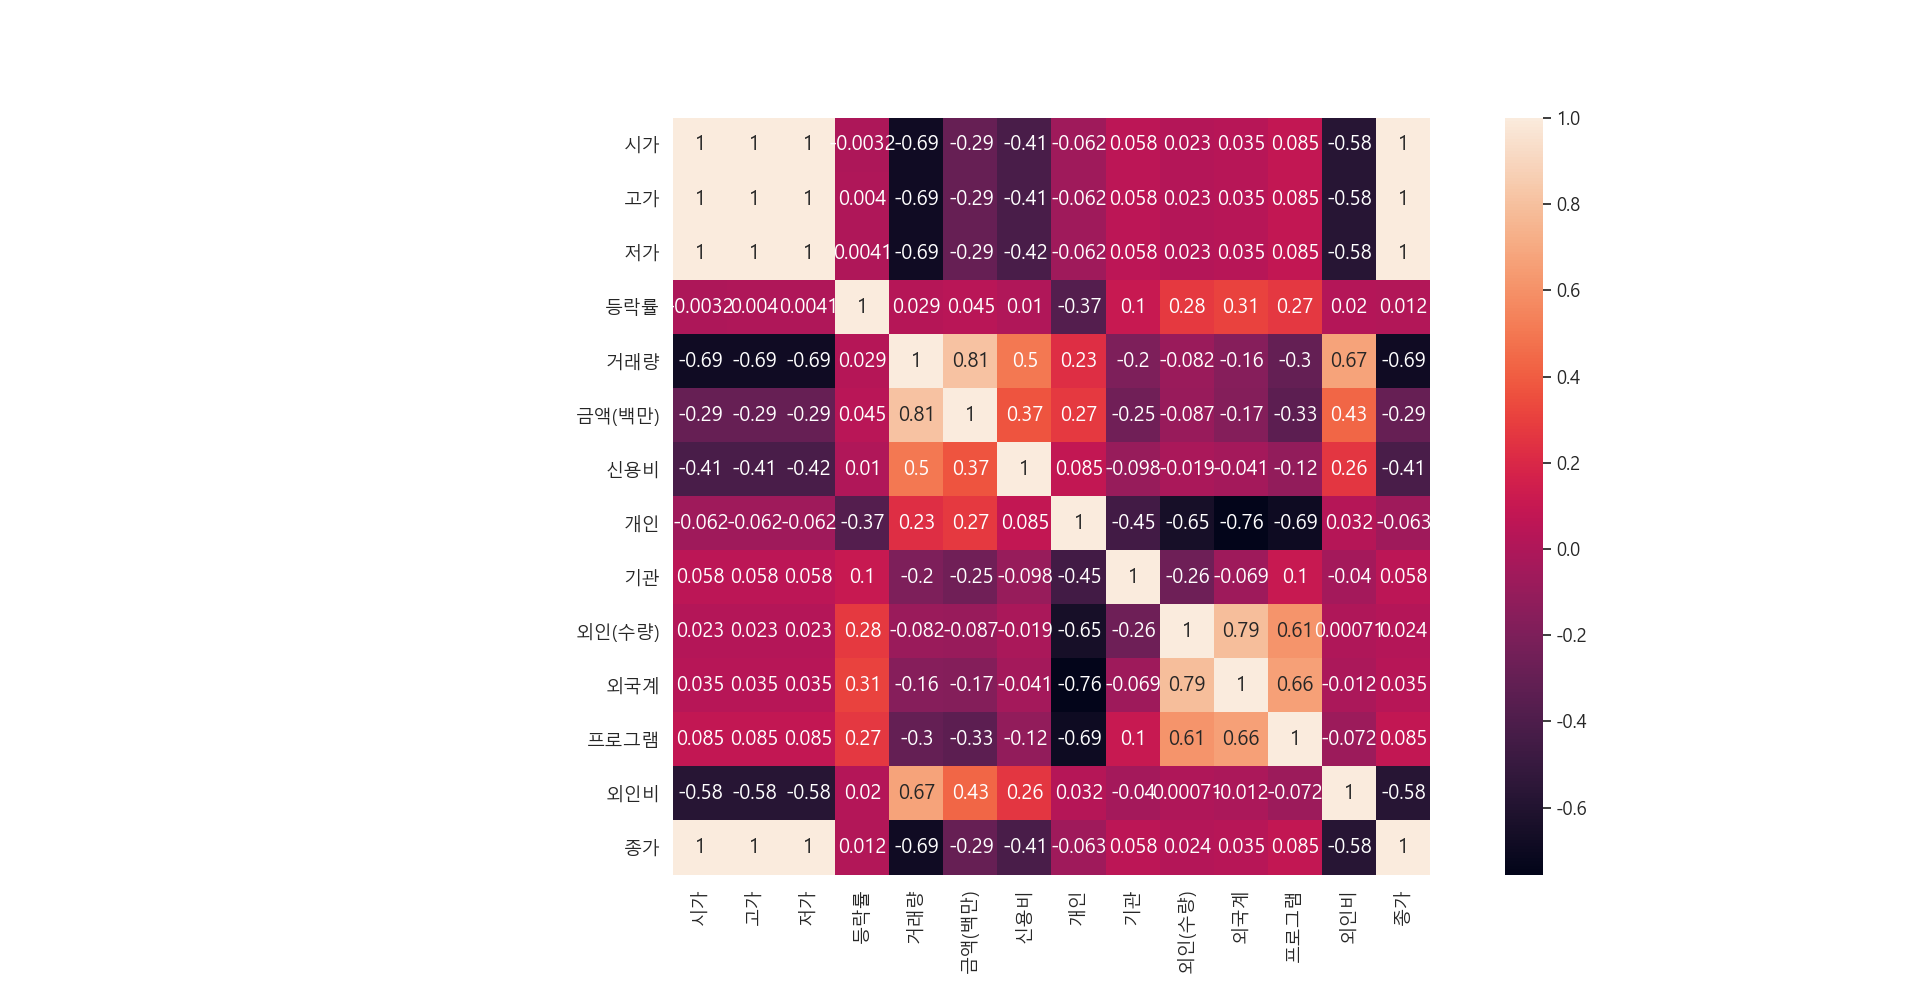 시가 1 1 1 -0.0032 -0.69 -0.29 -0.41 -0.062 0.058 0.023 0.035 0.085 -0.58 1
고가 1 1 1 0.004 -0.69 -0.29 -0.41 -0.062 0.058 0.023 0.035 0.085 -0.58 1
저가 1 1 1 0.0041 -0.69 -0.29 -0.42 -0.062 0.058 0.023 0.035 0.085 -0.58 1
등락률 -0.0032 0.004 0.0041 1 0.029 0.045 0.01 -0.37 0.1 0.28 0.31 0.27 0.02 0.012
거래량 -0.69 -0.69 -0.69 0.029 1 0.81 0.5 0.23 -0.2 -0.082 -0.16 -0.3 0.67 -0.69
금액(백만) -0.29 -0.29 -0.29 0.045 0.81 1 0.37 0.27 -0.25 -0.087 -0.17 -0.33 0.43 -0.29
신용비 -0.41 -0.41 -0.42 0.01 0.5 0.37 1 0.085 -0.098 -0.019 -0.041 -0.12 0.26 -0.41
개인 -0.062 -0.062 -0.062 -0.37 0.23 0.27 0.085 1 -0.45 -0.65 -0.76 -0.69 0.032 -0.063
기관 0.058 0.058 0.058 0.1 -0.2 -0.25 -0.098 -0.45 1 -0.26 -0.069 0.1 -0.04 0.058
외인(수량) 0.023 0.023 0.023 0.28 -0.082 -0.087 -0.019 -0.65 -0.26 1 0.79 0.61 0.00071 0.024
외국계 0.035 0.035 0.035 0.31 -0.16 -0.17 -0.041 -0.76 -0.069 0.79 1 0.66 -0.012 0.035
프로그램 0.085 0.085 0.085 0.27 -0.3 -0.33 -0.12 -0.69 0.1 0.61 0.66 1 -0.072 0.085
외인비 -0.58 -0.58 -0.58 0.02 0.67 0.43 0.26 0.032 -0.04 0.00071 -0.012 -0.072 1 -0.58
종가 1 1 1 0.012 -0.69 -0.29 -0.41 -0.063 0.058 0.024 0.035 0.085 -0.58 1
시가 고가 저가 등락률 거래량 금액(백만) 신용비 개인 기관 외인(수량) 외국계 프로그램 외인비 종가
1.0
0.8
0.6
0.4
0.2
0.0
-0.2
-0.4
-0.6